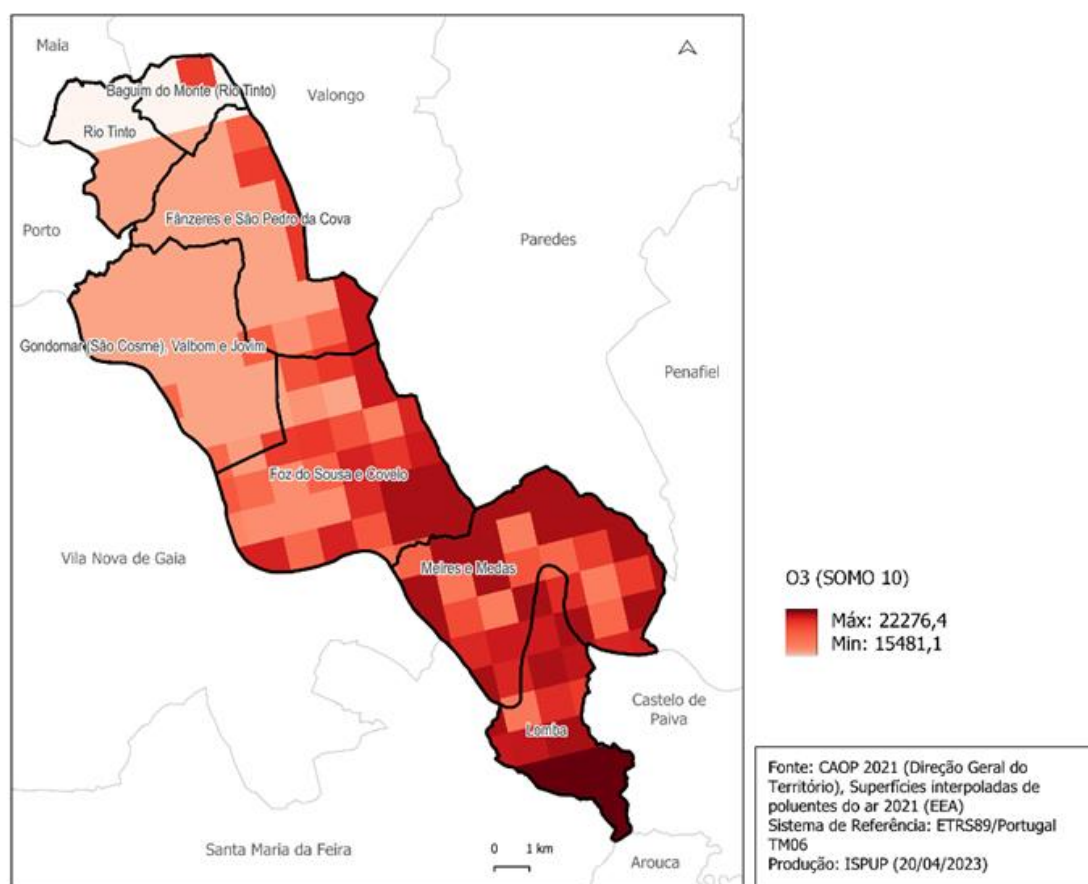 Maia
Baguim do Monte (Rio Tinto)
Valongo
Rio Tinto
Fânzeres e São Pedro da Cova
Porto
Paredes
Gondomar (São Cosme), Valbom e Jovim
Penafiel
Foz do Sousa e Covelo
Vila Nova de Gaia
Melres e Medas
O3 (SOMO 10)
Máx: 22276,4
Min: 15481,1
Castelo de
Paiva
Lomba
Santa Maria da Feira
0 1 km
Arouca
Fonte: CAOP 2021 (Direção Geral do
Território), Superfícies interpoladas de
poluentes do ar 2021 (EEA)
Sistema de Referência: ETRS89/Portugal
TM06
Produção: ISPUP (20/04/2023)